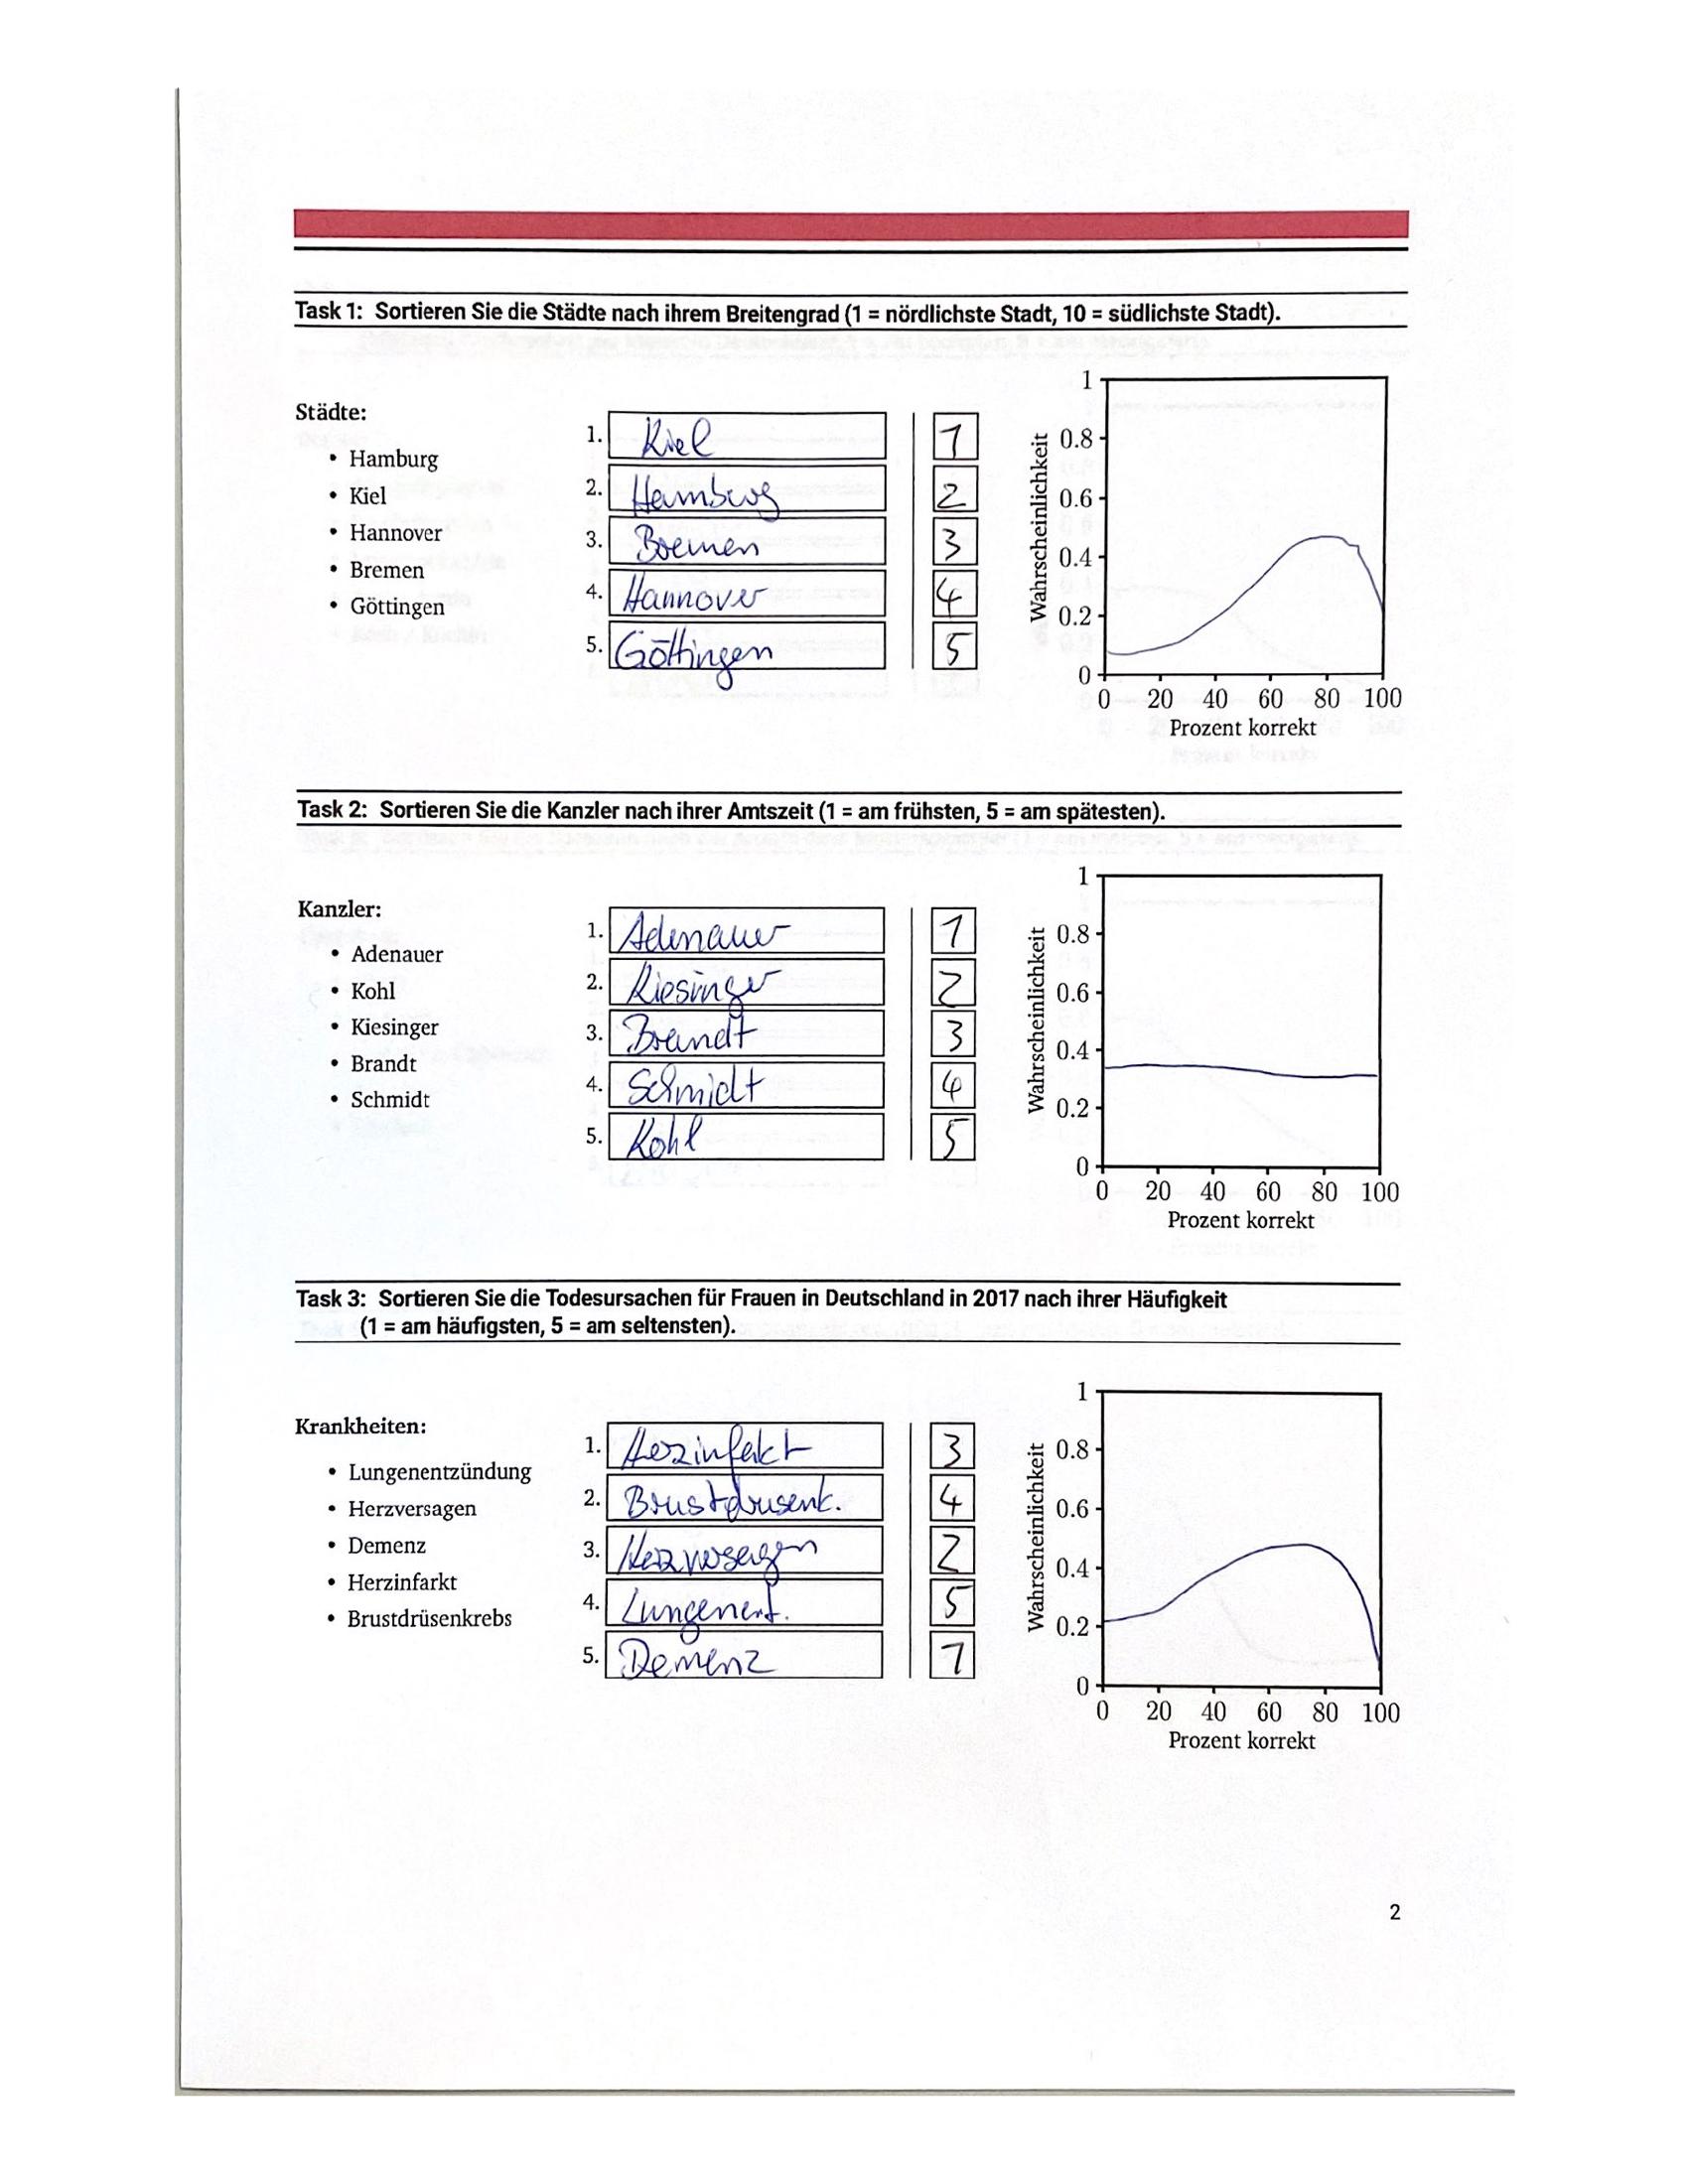 Task 1: Sortieren Sie die Städte nach ihrem Breitengrad (1 = nördlichste Stadt, 10 = südlichste Stadt).
Städte:
• Hamburg
• Kiel
• Hannover
• Bremen
• Göttingen
1. Kiel 1
2. Hamburg 2
3. Bremen 3
4. Hannover 4
5. Göttingen 5
1
0.8
0.6
0.4
0.2
0
Wahrscheinlichkeit
0 20 40 60 80 100
Prozent korrekt
Task 2: Sortieren Sie die Kanzler nach ihrer Amtszeit (1 = am frühsten, 5 = am spätesten).
Kanzler:
• Adenauer
• Kohl
• Kiesinger
• Brandt
• Schmidt
1. Adenauer 1
2. Kiesinger 2
3. Brandt 3
4. Schmidt 4
5. Kohl 5
1
0.8
0.6
0.4
0.2
0
Wahrscheinlichkeit
0 20 40 60 80 100
Prozent korrekt
Task 3: Sortieren Sie die Todesursachen für Frauen in Deutschland in 2017 nach ihrer Häufigkeit
(1 = am häufigsten, 5 = am seltensten).
Krankheiten:
• Lungenentzündung
• Herzversagen
• Demenz
• Herzinfarkt
• Brustdrüsenkrebs
1. Herzinfakt 3
2. Brustdrusenk. 4
3. Herzversagen 2
4. Lungenent. 5
5. Demenz 1
1
0.8
0.6
0.4
0.2
0
Wahrscheinlichkeit
0 20 40 60 80 100
Prozent korrekt
2